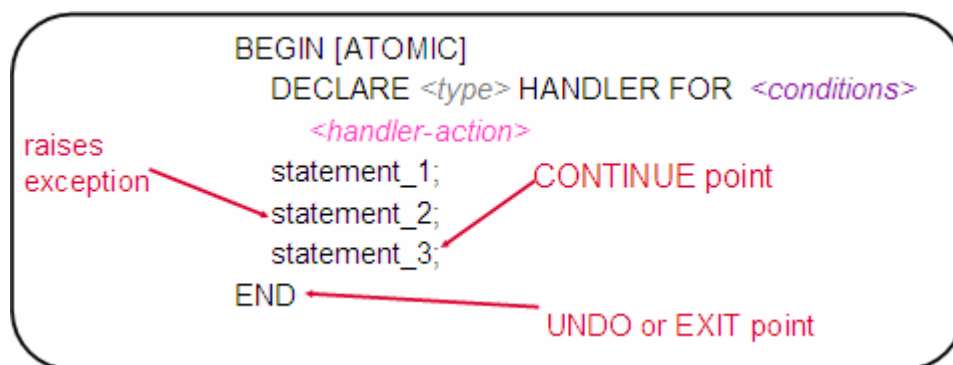 BEGIN [ATOMIC]
DECLARE <type> HANDLER FOR <conditions>
<handler-action>
raises
exception
statement_1;
CONTINUE point
statement_2;
statement_3;
END
UNDO or EXIT point